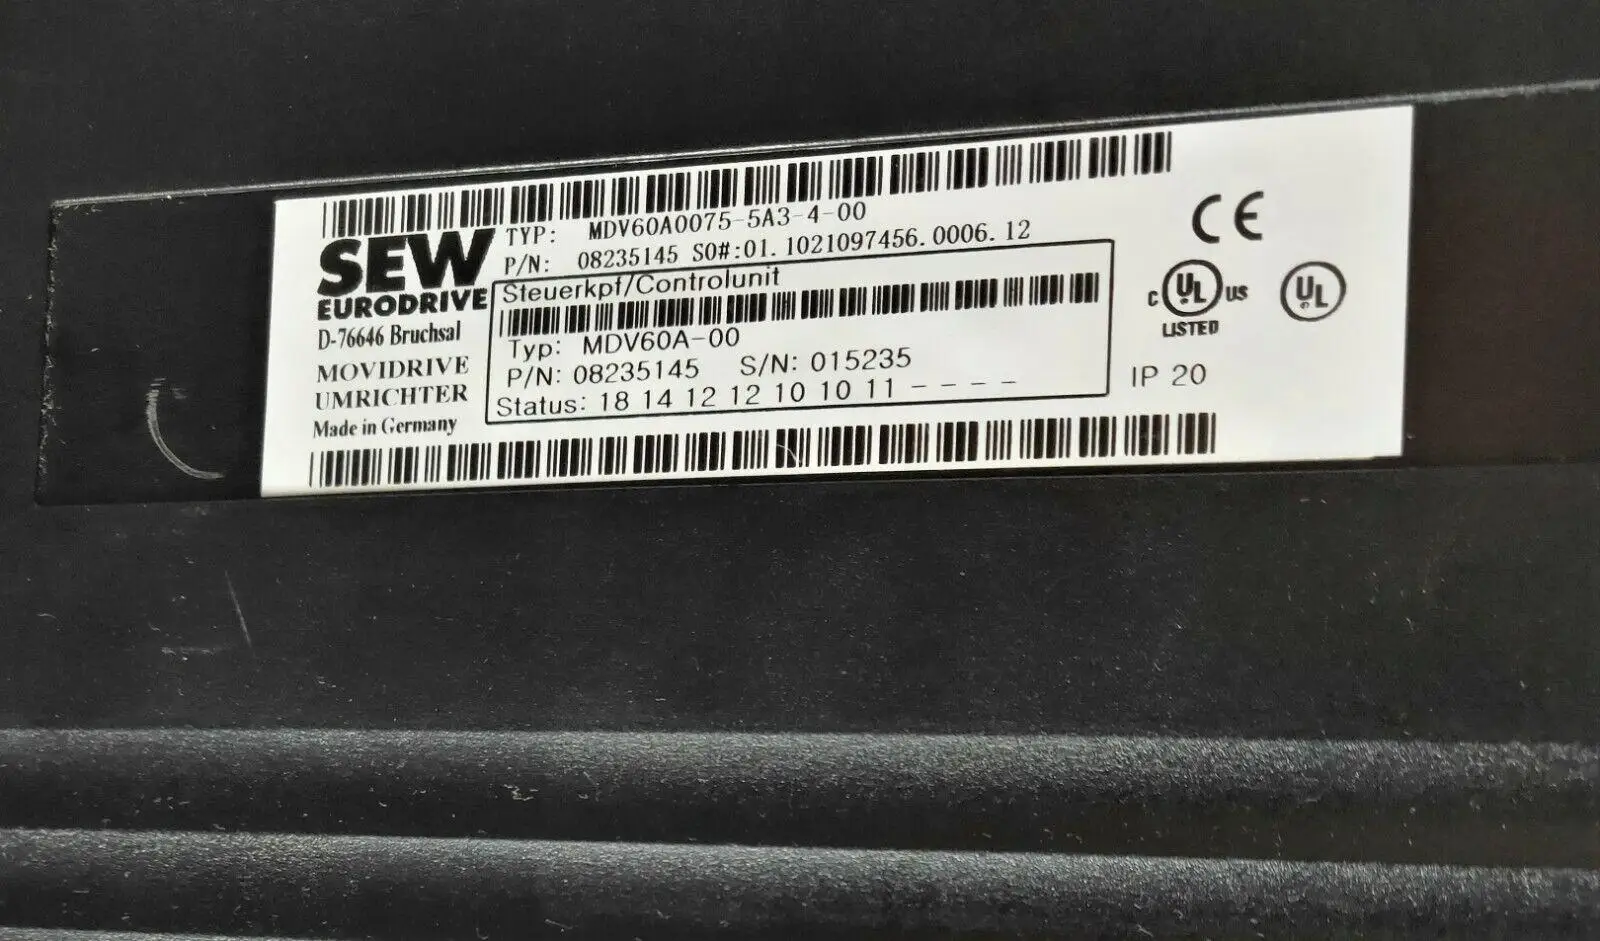 TYP: MDV60A0075-5A3-4-00
P/N: 08235145 SO#:01.1021097456.0006.12
SEW
EURODRIVE
D-76646 Bruchsal
MOVIDRIVE
UMRICHTER
Made in Germany
Steuerkpf/Controlunit
Typ: MDV60A-00
P/N: 08235145 S/N: 015235
Status: 18 14 12 12 10 10 11 - - - -
CE
C UL US
LISTED
UL
IP 20